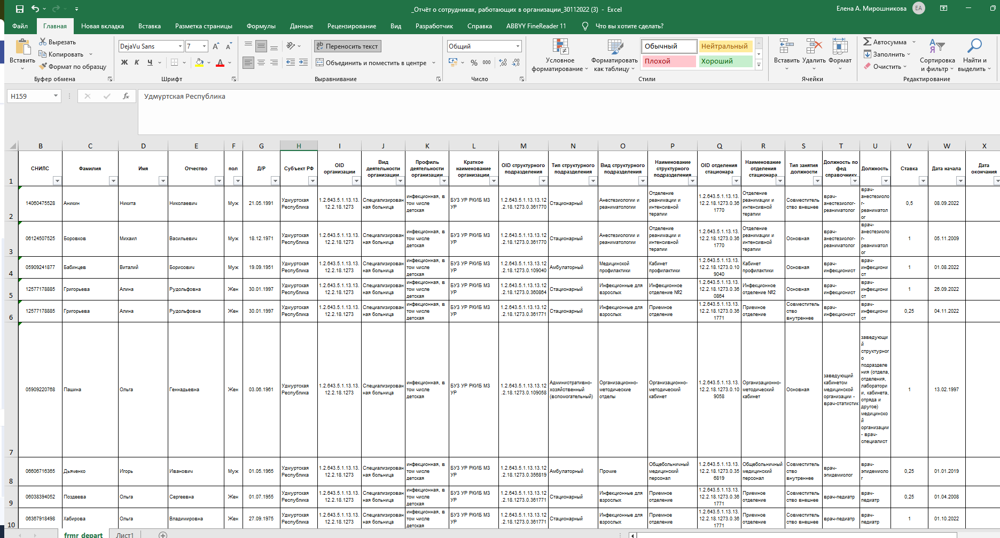 _Отчёт о сотрудниках, работающих в организации_30112022 (3) - Excel
Елена А. Мирошникова EA
Файл Главная Новая вкладка Вставка Разметка страницы Формулы Данные Рецензирование Вид Разработчик Справка ABBYY FineReader 11 Что вы хотите сделать?
Вставить
Вырезать
Копировать
Формат по образцу
Буфер обмена
DejaVu Sans 7
Ж К Ч
Шрифт
Переносить текст
Объединить и поместить в центре
Выравнивание
Общий
% 000
Число
Условное форматирование
Форматировать как таблицу
Обычный Нейтральный
Плохой Хороший
Стили
Вставить Удалить Формат
Ячейки
Автосумма
Заполнить
Очистить
Сортировка и фильтр
Найти и выделить
Редактирование
H159 fx Удмуртская Республика
B C D E F G H I J K L M N O P Q R S T U V W X
1 СНИЛС Фамилия Имя Отчество пол Д/Р Субъект РФ OID организации Вид деятельности организации Профиль деятельности организации Краткое наименование организации OID структурного подразделения Тип структурного подразделения Вид структурного подразделения Наименование структурного подразделения OID отделения стационара Наименование отделения стационара Тип занятия должности Должность по фед справочнику Должность Ставка Дата начала Дата окончания
2 14060475528 Аникин Никита Николаевич Муж 21.05.1991 Удмуртская Республика 1.2.643.5.1.13.13.12.2.18.1273 Специализированная больница инфекционная, в том числе детская БУЗ УР РКИБ МЗ УР 1.2.643.5.1.13.13.12.2.18.1273.0.361770 Стационарный Анестезиологии и реаниматологии Отделение реанимации и интенсивной терапии 1.2.643.5.1.13.13.12.2.18.1273.0.361770 Отделение реанимации и интенсивной терапии Совместительство внешнее врач-анестезиолог-реаниматолог врач-анестезиолог-реаниматолог 0,5 08.09.2022
3 06124507525 Боровков Михаил Васильевич Муж 18.12.1971 Удмуртская Республика 1.2.643.5.1.13.13.12.2.18.1273 Специализированная больница инфекционная, в том числе детская БУЗ УР РКИБ МЗ УР 1.2.643.5.1.13.13.12.2.18.1273.0.361770 Стационарный Анестезиологии и реаниматологии Отделение реанимации и интенсивной терапии 1.2.643.5.1.13.13.12.2.18.1273.0.361770 Отделение реанимации и интенсивной терапии Основная врач-анестезиолог-реаниматолог врач-анестезиолог-реаниматолог 1 05.11.2009
4 05909241877 Бабинцев Виталий Борисович Муж 19.09.1951 Удмуртская Республика 1.2.643.5.1.13.13.12.2.18.1273 Специализированная больница инфекционная, в том числе детская БУЗ УР РКИБ МЗ УР 1.2.643.5.1.13.13.12.2.18.1273.0.109040 Амбулаторный Медицинской профилактики Кабинет профилактики 1.2.643.5.1.13.13.12.2.18.1273.0.109040 Кабинет профилактики Основная врач-инфекционист врач-инфекционист 1 01.08.2022
5 12577178885 Григорьева Алина Рудольфовна Жен 30.01.1997 Удмуртская Республика 1.2.643.5.1.13.13.12.2.18.1273 Специализированная больница инфекционная, в том числе детская БУЗ УР РКИБ МЗ УР 1.2.643.5.1.13.13.12.2.18.1273.0.360864 Стационарный Инфекционные для взрослых Инфекционное отделение №2 1.2.643.5.1.13.13.12.2.18.1273.0.360864 Инфекционное отделение №2 Основная врач-инфекционист врач-инфекционист 1 26.09.2022
6 12577178885 Григорьева Алина Рудольфовна Жен 30.01.1997 Удмуртская Республика 1.2.643.5.1.13.13.12.2.18.1273 Специализированная больница инфекционная, в том числе детская БУЗ УР РКИБ МЗ УР 1.2.643.5.1.13.13.12.2.18.1273.0.361771 Стационарный Инфекционные для взрослых Приемное отделение 1.2.643.5.1.13.13.12.2.18.1273.0.361771 Приемное отделение Совместительство внутреннее врач-инфекционист врач-инфекционист 0,25 04.11.2022
7 05909220768 Пашина Ольга Геннадьевна Жен 03.06.1961 Удмуртская Республика 1.2.643.5.1.13.13.12.2.18.1273 Специализированная больница инфекционная, в том числе детская БУЗ УР РКИБ МЗ УР 1.2.643.5.1.13.13.12.2.18.1273.0.109058 Административно-хозяйственный (вспомогательный) Организационно-методические отделы Организационно-методический кабинет 1.2.643.5.1.13.13.12.2.18.1273.0.109058 Организационно-методический кабинет Основная заведующий кабинетом медицинской организации - врач-статистик заведующий структурного подразделения (отдела, отделения, лаборатории, кабинета, отряда и другое) медицинской организации - врач-специалист 1 13.02.1997
8 06606716365 Дьяченко Игорь Иванович Муж 01.05.1965 Удмуртская Республика 1.2.643.5.1.13.13.12.2.18.1273 Специализированная больница инфекционная, в том числе детская БУЗ УР РКИБ МЗ УР 1.2.643.5.1.13.13.12.2.18.1273.0.356819 Амбулаторный Прочие Общебольничный медицинский персонал 1.2.643.5.1.13.13.12.2.18.1273.0.356819 Общебольничный медицинский персонал Совместительство внутреннее врач-эпидемиолог врач-эпидемиолог 0,25 01.01.2019
9 06038394052 Поздеева Ольга Сергеевна Жен 01.07.1955 Удмуртская Республика 1.2.643.5.1.13.13.12.2.18.1273 Специализированная больница инфекционная, в том числе детская БУЗ УР РКИБ МЗ УР 1.2.643.5.1.13.13.12.2.18.1273.0.361771 Стационарный Инфекционные для взрослых Приемное отделение 1.2.643.5.1.13.13.12.2.18.1273.0.361771 Приемное отделение Совместительство внешнее врач-педиатр врач-педиатр 0,25 01.04.2008
10 06367918498 Хабирова Ольга Владимировна Жен 27.09.1975 Удмуртская Республика 1.2.643.5.1.13.13.12.2.18.1273 Специализированная больница инфекционная, в том числе детская БУЗ УР РКИБ МЗ УР 1.2.643.5.1.13.13.12.2.18.1273.0.361771 Стационарный Инфекционные для взрослых Приемное отделение 1.2.643.5.1.13.13.12.2.18.1273.0.361771 Приемное отделение Совместительство внешнее врач-педиатр врач-педиатр 1 01.10.2022
frmr_depart Лист1